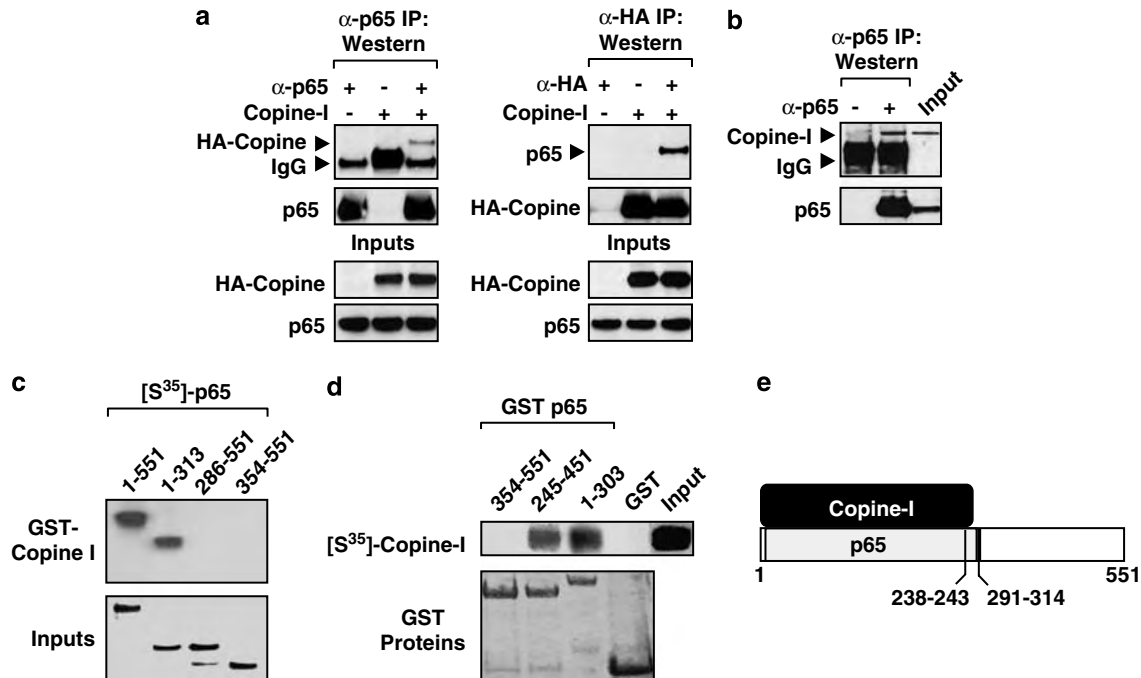 a
α-p65 IP:
Western
α-p65 + - +
Copine-I - + +
HA-Copine
IgG
p65
Inputs
HA-Copine
p65
α-HA IP:
Western
α-HA + - +
Copine-I - + +
p65
HA-Copine
Inputs
HA-Copine
p65
b
α-p65 IP:
Western
α-p65 - + Input
Copine-I
IgG
p65
c
[S35]-p65
1-551 1-313 286-551 354-551
GST-
Copine I
Inputs
d
GST p65
354-551 245-451 1-303 GST Input
[S35]-Copine-I
GST
Proteins
e
Copine-I
p65
1 551
238-243 291-314